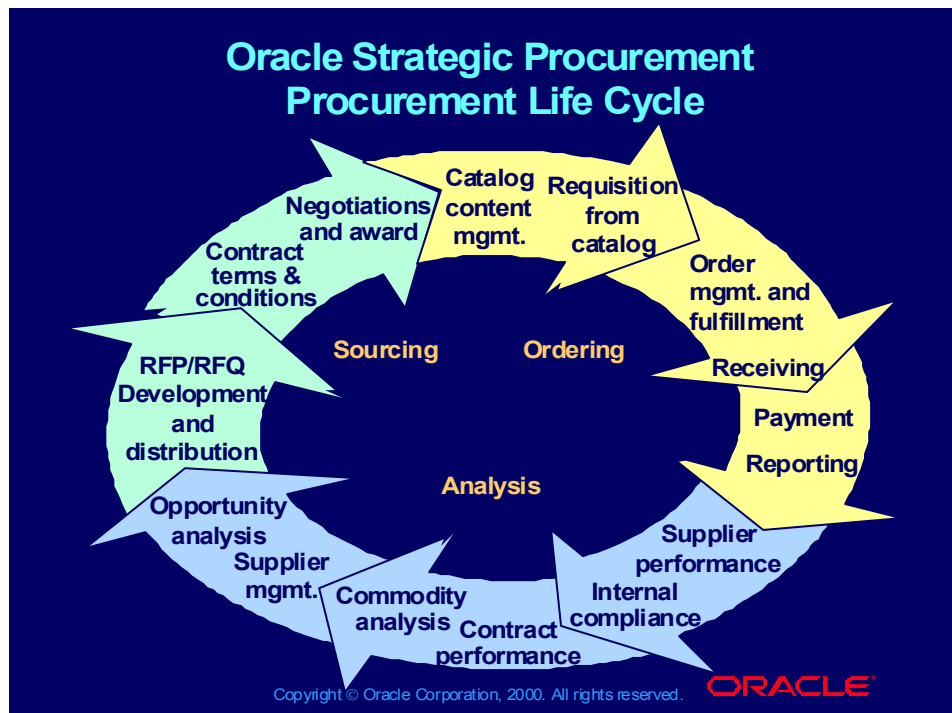 Oracle Strategic Procurement
Procurement Life Cycle
Catalog
content
mgmt.
Requisition
from
catalog
Negotiations
and award
Contract
terms &
conditions
Order
mgmt. and
fulfillment
Sourcing
Ordering
RFP/RFQ
Development
and
distribution
Receiving
Payment
Reporting
Analysis
Opportunity
analysis
Supplier
mgmt.
Supplier
performance
Internal
compliance
Commodity
analysis
Contract
performance
Copyright © Oracle Corporation, 2000. All rights reserved.
ORACLE®